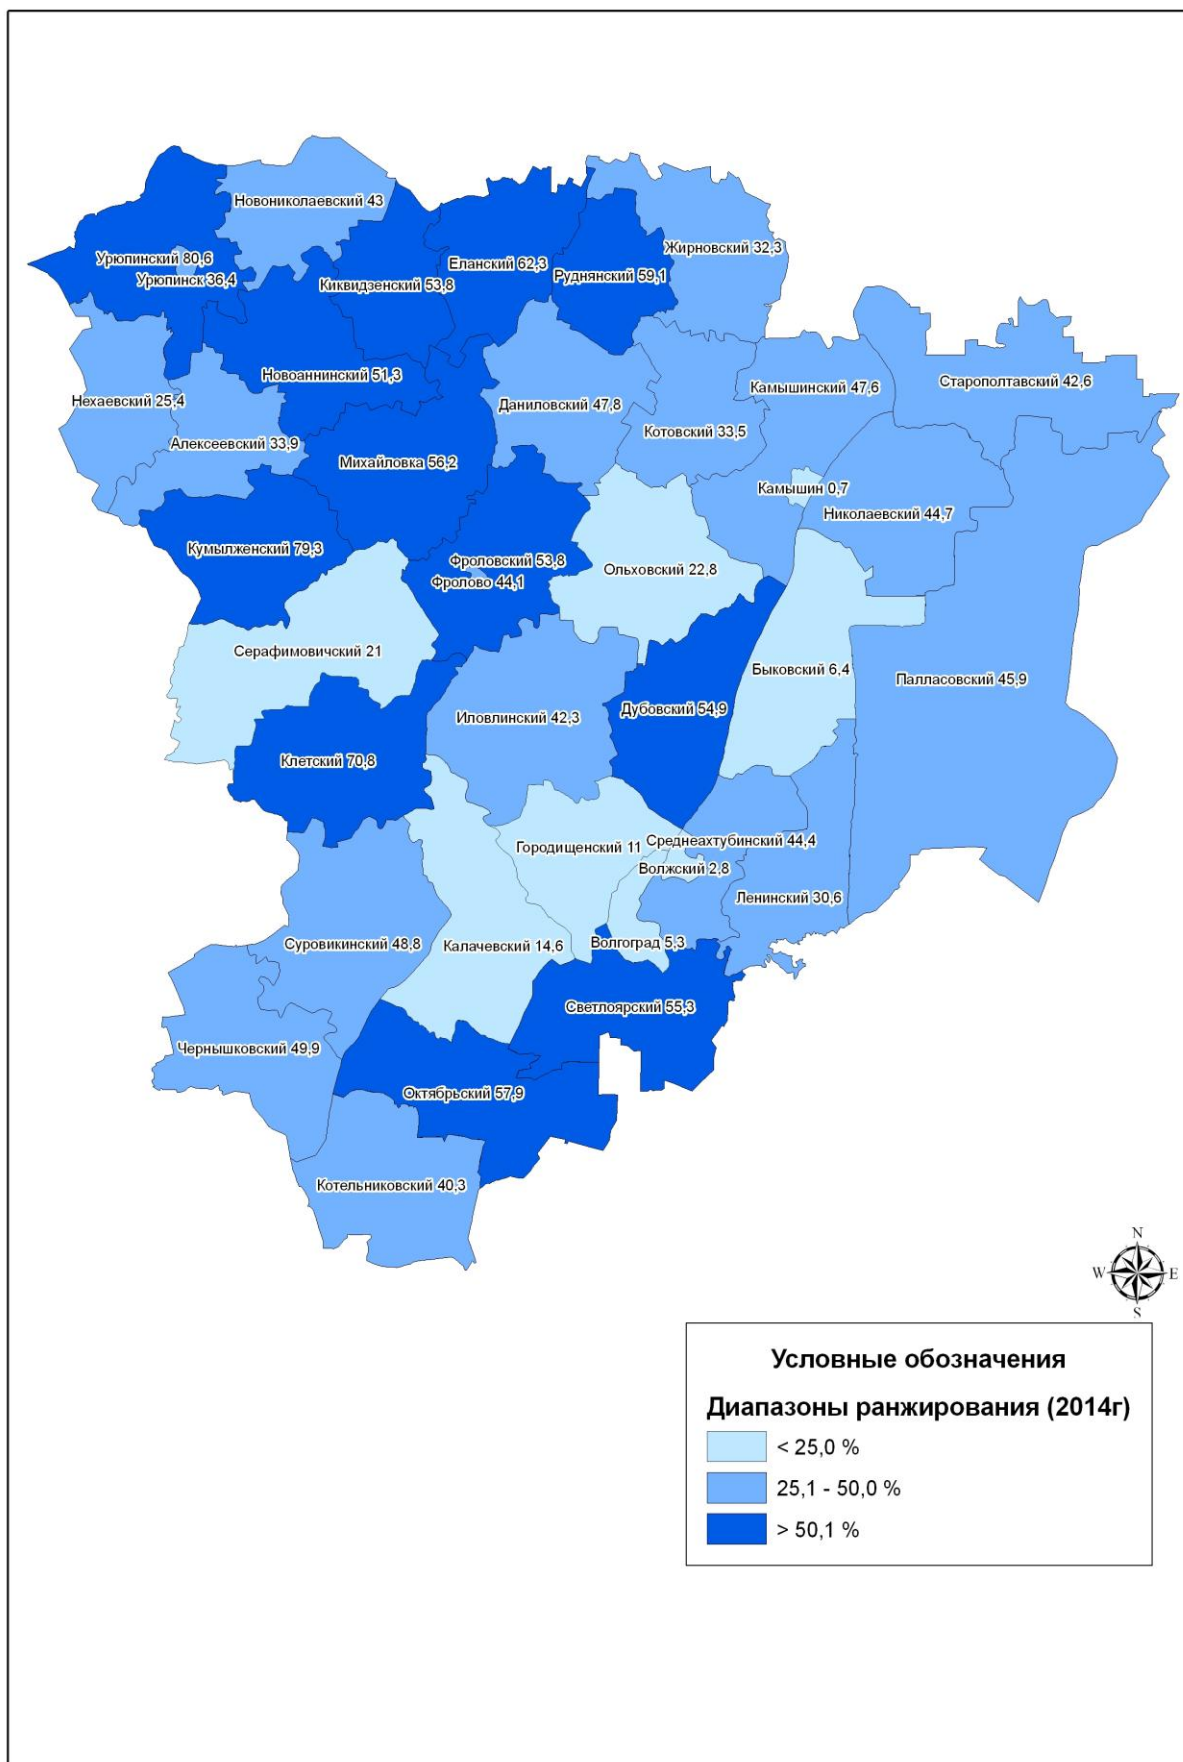 Новониколаевский 43
Жирновский 32,3
Урюпинский 80,6
Еланский 62,3
Руднянский 59,1
Урюпинск 36,4
Киквидзенский 53,8
Новоаннинский 51,3
Камышинский 47,6
Старополтавский 42,6
Нехаевский 25,4
Даниловский 47,8
Котовский 33,5
Алексеевский 33,9
Михайловка 56,2
Камышин 0,7
Николаевский 44,7
Кумылженский 79,3
Фроловский 53,8
Ольховский 22,8
Фролово 44,1
Серафимовичский 21
Быковский 6,4
Палласовский 45,9
Дубовский 54,9
Иловлинский 42,3
Клетский 70,8
Городищенский 11
Среднеахтубинский 44,4
Волжский 2,8
Ленинский 30,6
Суровикинский 48,8
Калачевский 14,6
Волгоград 5,3
Светлоярский 55,3
Чернышковский 49,9
Октябрьский 57,9
Котельниковский 40,3
N
W E
S
Условные обозначения
Диапазоны ранжирования (2014г)
< 25,0 %
25,1 - 50,0 %
> 50,1 %